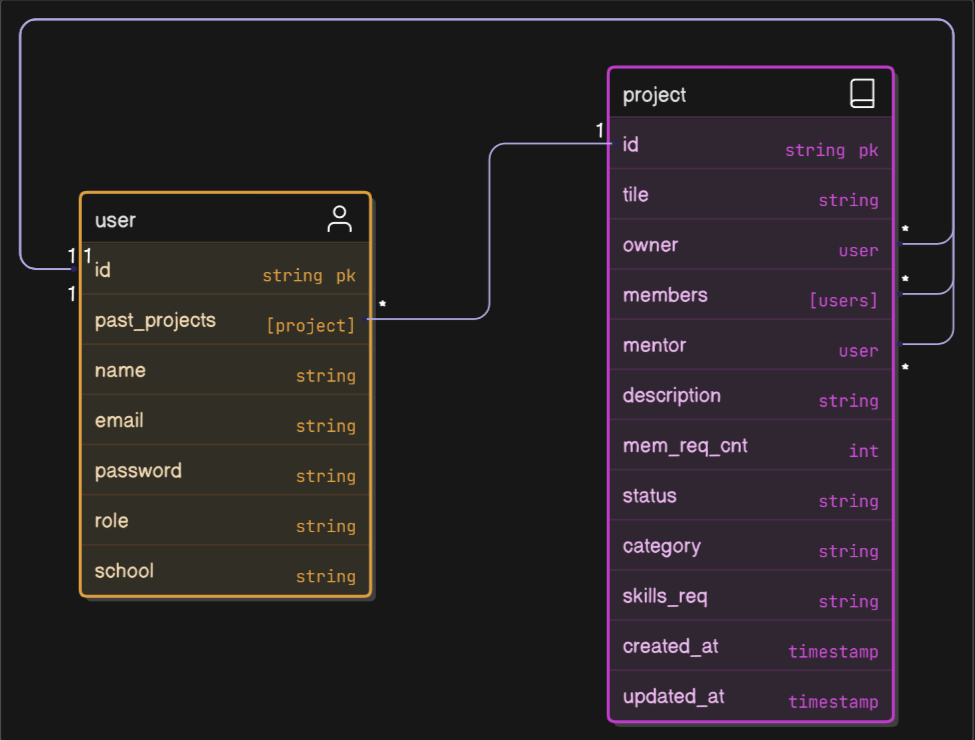 user
1
1
1
id string pk
past_projects [project]
*
name string
email string
password string
role string
school string
project
1
id string pk
tile string
owner user
*
members [users]
*
mentor user
*
description string
mem_req_cnt int
status string
category string
skills_req string
created_at timestamp
updated_at timestamp